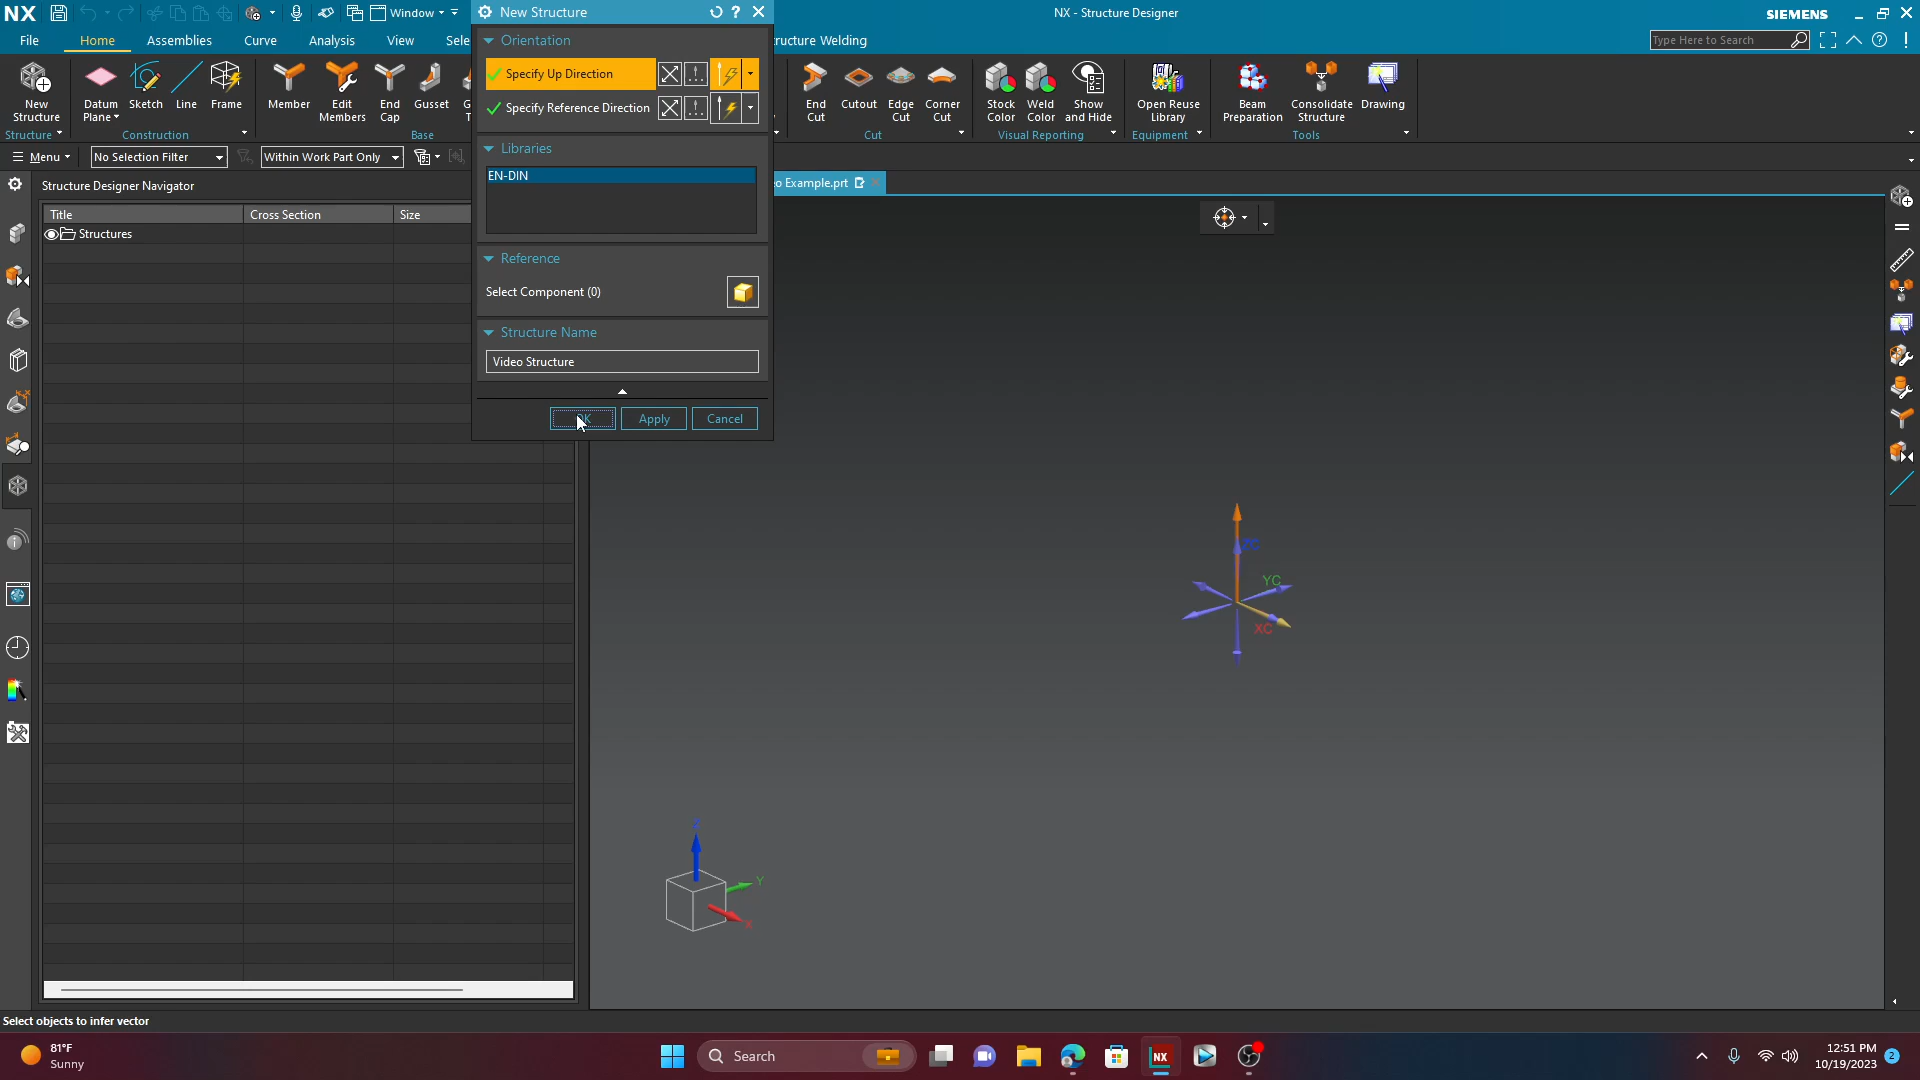 NX
Window
New Structure
NX - Structure Designer
SIEMENS
File
Home
Assemblies
Curve
Analysis
View
Sele
ructure Welding
Type Here to Search
Orientation
Specify Up Direction
Specify Reference Direction
New
Structure
Datum
Plane
Sketch
Line
Frame
Member
Edit
Members
End
Cap
Gusset
End
Cut
Cutout
Edge
Cut
Corner
Cut
Stock
Color
Weld
Color
Show
and Hide
Open Reuse
Library
Beam
Preparation
Consolidate
Structure
Drawing
Structure
Construction
Base
Cut
Visual Reporting
Equipment
Tools
Menu
No Selection Filter
Within Work Part Only
Libraries
EN-DIN
Structure Designer Navigator
eo Example.prt
Title
Cross Section
Size
Structures
Reference
Select Component (0)
Structure Name
Video Structure
OK
Apply
Cancel
YC
XC
Z
Y
X
Select objects to infer vector
81°F
Sunny
Search
NX
12:51 PM
10/19/2023
2